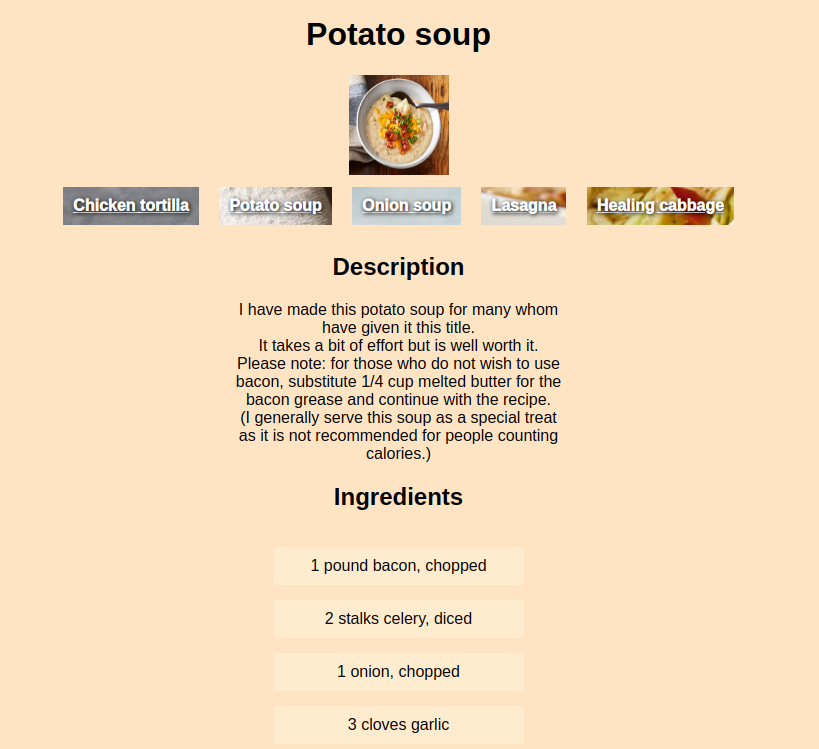 Potato soup
Chicken tortilla Potato soup Onion soup Lasagna Healing cabbage
Description
I have made this potato soup for many whom
have given it this title.
It takes a bit of effort but is well worth it.
Please note: for those who do not wish to use
bacon, substitute 1/4 cup melted butter for the
bacon grease and continue with the recipe.
(I generally serve this soup as a special treat
as it is not recommended for people counting
calories.)
Ingredients
1 pound bacon, chopped
2 stalks celery, diced
1 onion, chopped
3 cloves garlic